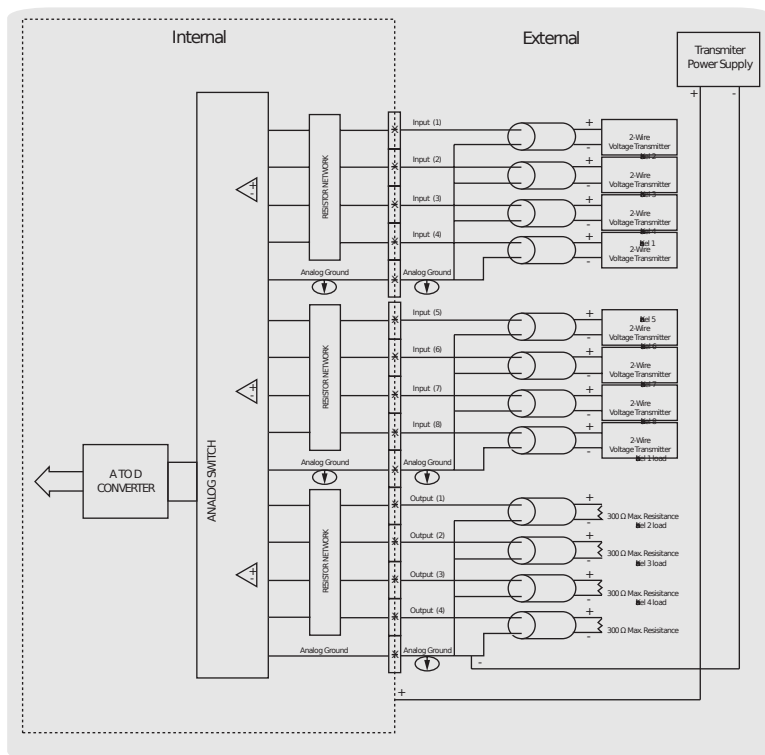 Internal
External
Transmiter
Power Supply
+
-
Input (1)
+
-
2-Wire
Voltage Transmitter
Input (2)
+
-
2-Wire
Voltage Transmitter
Input (3)
+
-
2-Wire
Voltage Transmitter
Input (4)
+
-
2-Wire
Voltage Transmitter
RESISTOR NETWORK
+
-
Analog Ground
Analog Ground
Input (5)
+
-
2-Wire
Voltage Transmitter
Input (6)
+
-
2-Wire
Voltage Transmitter
Input (7)
+
-
2-Wire
Voltage Transmitter
Input (8)
+
-
2-Wire
Voltage Transmitter
RESISTOR NETWORK
+
-
Analog Ground
Analog Ground
ANALOG SWITCH
A TO D
CONVERTER
Output (1)
+
-
300 Ω Max. Resistance
Output (2)
+
-
300 Ω Max. Resistance
Output (3)
+
-
300 Ω Max. Resistance
Output (4)
+
-
300 Ω Max. Resistance
RESISTOR NETWORK
+
-
Analog Ground
Analog Ground
-
+